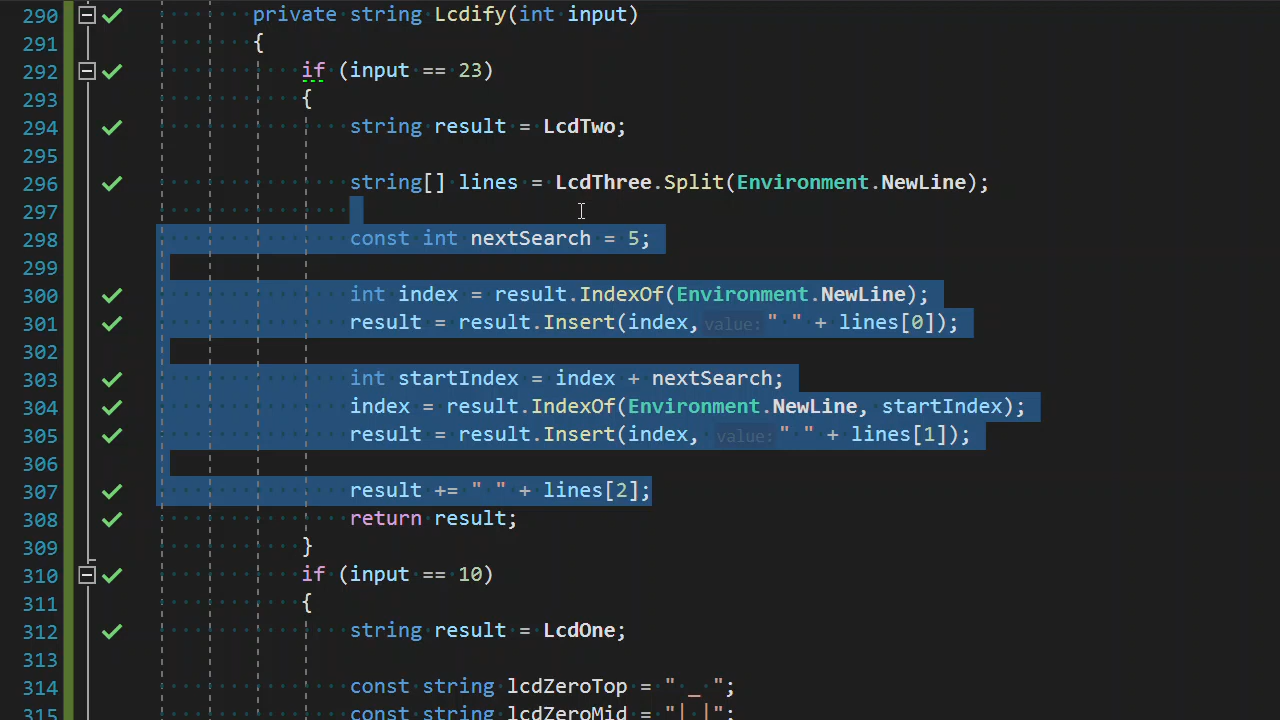 290 private string Lcdify(int input)
291 {
292 if (input == 23)
293 {
294 string result = LcdTwo;
295
296 string[] lines = LcdThree.Split(Environment.NewLine);
297
298 const int nextSearch = 5;
299
300 int index = result.IndexOf(Environment.NewLine);
301 result = result.Insert(index, value: " " + lines[0]);
302
303 int startIndex = index + nextSearch;
304 index = result.IndexOf(Environment.NewLine, startIndex);
305 result = result.Insert(index, value: " " + lines[1]);
306
307 result += " " + lines[2];
308 return result;
309 }
310 if (input == 10)
311 {
312 string result = LcdOne;
313
314 const string lcdZeroTop = " _ ";
315 const string lcdZeroMid = "| |";